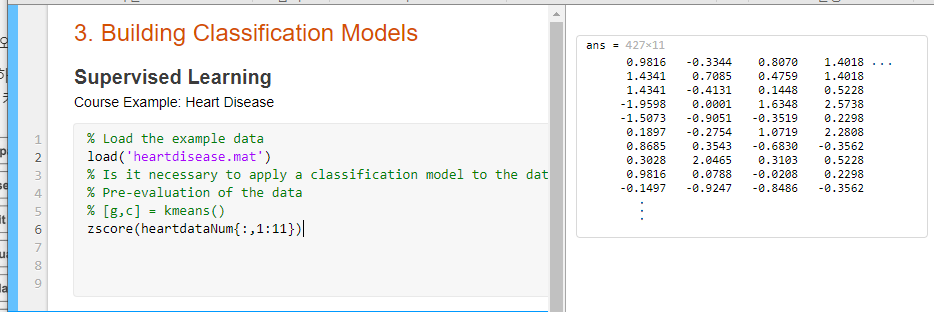 3. Building Classification Models
Supervised Learning
Course Example: Heart Disease
1 % Load the example data
2 load('heartdisease.mat')
3 % Is it necessary to apply a classification model to the dat
4 % Pre-evaluation of the data
5 % [g,c] = kmeans()
6 zscore(heartdataNum{:,1:11})
7
8
9
ans = 427×11
0.9816 -0.3344 0.8070 1.4018 ...
1.4341 0.7085 0.4759 1.4018
1.4341 -0.4131 0.1448 0.5228
-1.9598 0.0001 1.6348 2.5738
-1.5073 -0.9051 -0.3519 0.2298
0.1897 -0.2754 1.0719 2.2808
0.8685 0.3543 -0.6830 -0.3562
0.3028 2.0465 0.3103 0.5228
0.9816 0.0788 -0.0208 0.2298
-0.1497 -0.9247 -0.8486 -0.3562
⋮